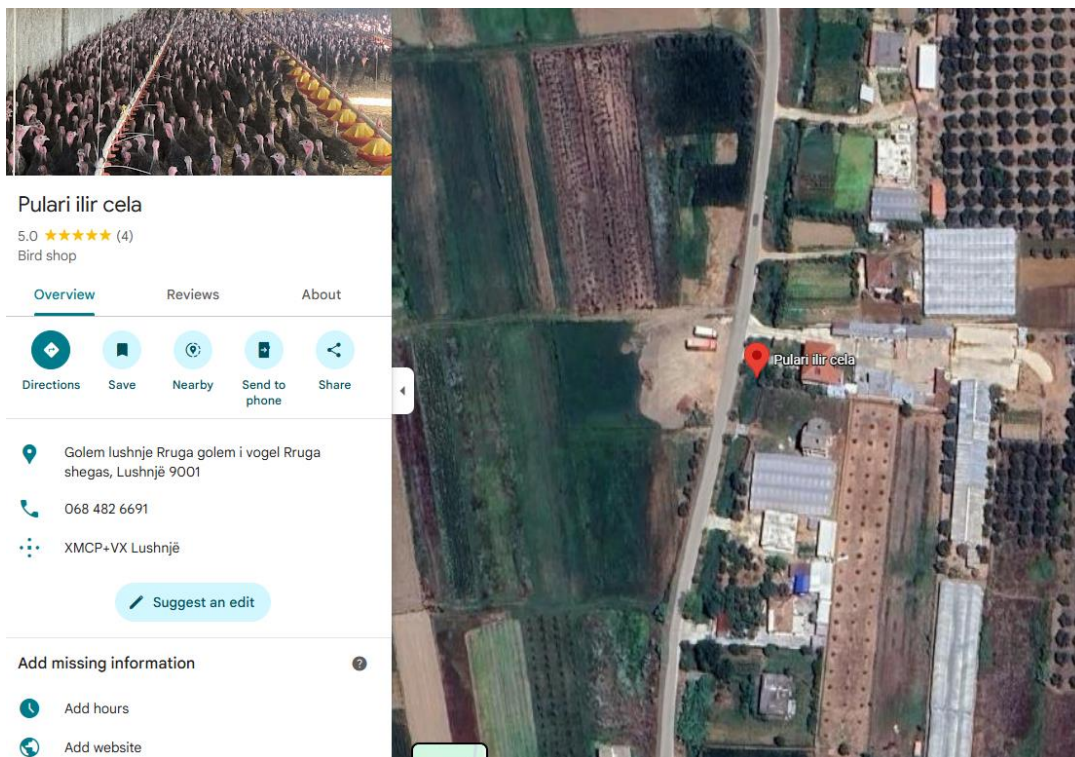 Pulari ilir cela
5.0 ★★★★★ (4)
Bird shop
Overview Reviews About
Directions Save Nearby Send to phone Share
Golem lushnje Rruga golem i vogel Rruga
shegas, Lushnjë 9001
068 482 6691
XMCP+VX Lushnjë
Suggest an edit
Add missing information
Add hours
Add website
Pulari ilir cela